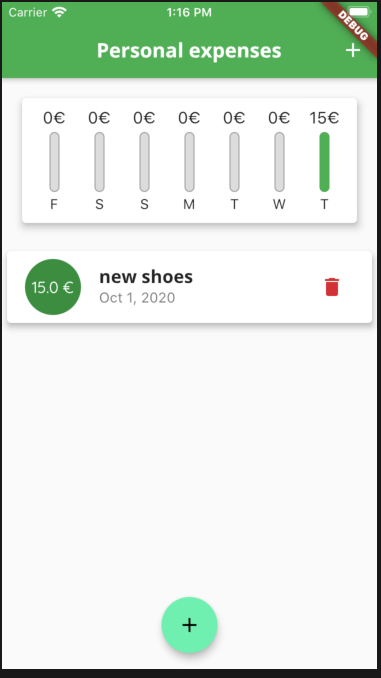 Carrier 1:16 PM
DEBUG
Personal expenses +
0€ 0€ 0€ 0€ 0€ 0€ 15€
F S S M T W T
15.0 €
new shoes
Oct 1, 2020
+